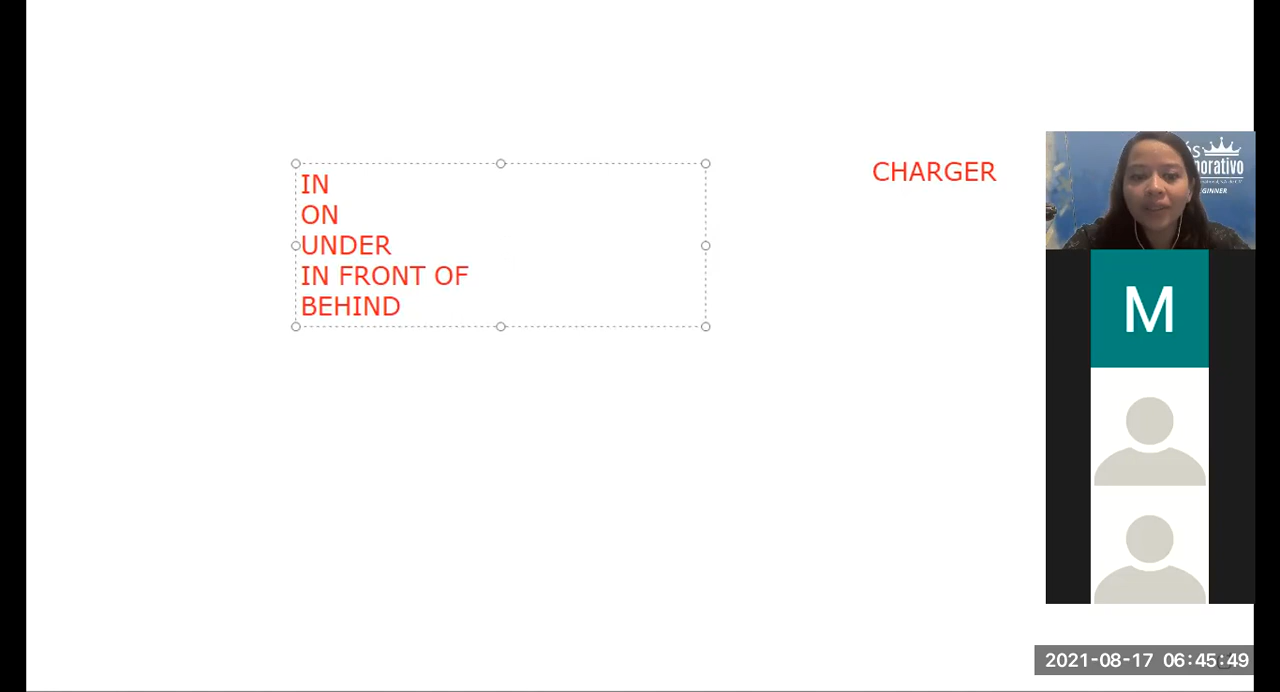 IN
ON
UNDER
IN FRONT OF
BEHIND
CHARGER
M
2021-08-17 06:45:49